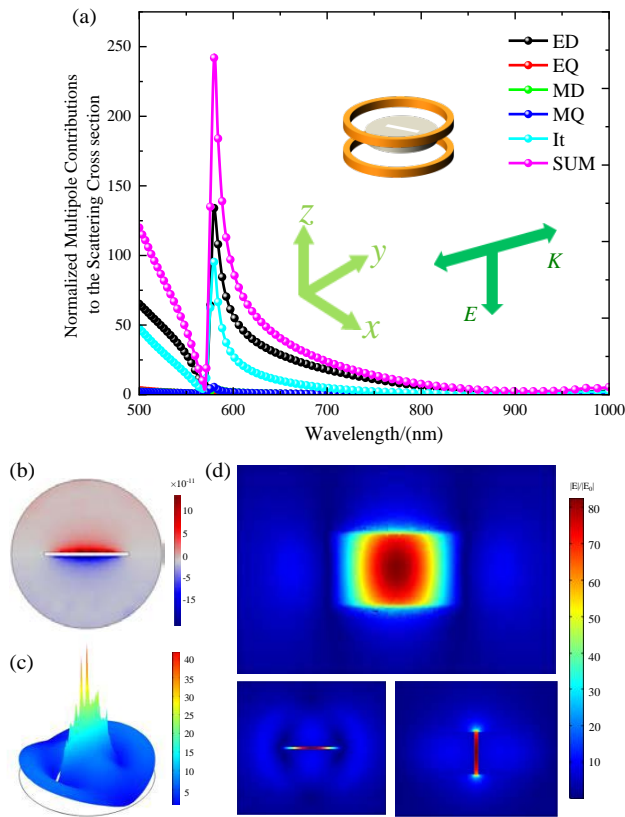 (a)
250
200
150
100
50
25
0
Normalized Multipole Contributions
to the Scattering Cross section
ED
EQ
MD
MQ
It
SUM
z
y
x
K
E
500
600
700
800
900
1000
Wavelength/(nm)
(b)
×10⁻¹¹
10
5
0
-5
-10
-15
(c)
40
35
30
25
20
15
10
5
(d)
|E|/|E₀|
80
70
60
50
40
30
20
10